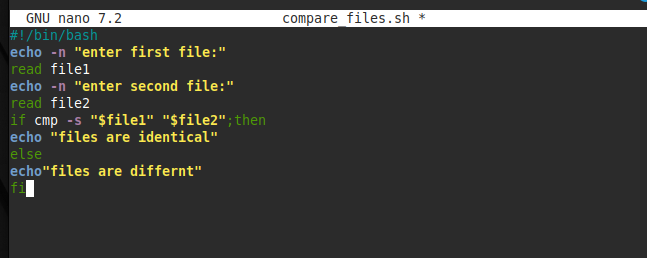 GNU nano 7.2 compare_files.sh *
#!/bin/bash
echo -n "enter first file:"
read file1
echo -n "enter second file:"
read file2
if cmp -s "$file1" "$file2";then
echo "files are identical"
else
echo"files are differnt"
fi